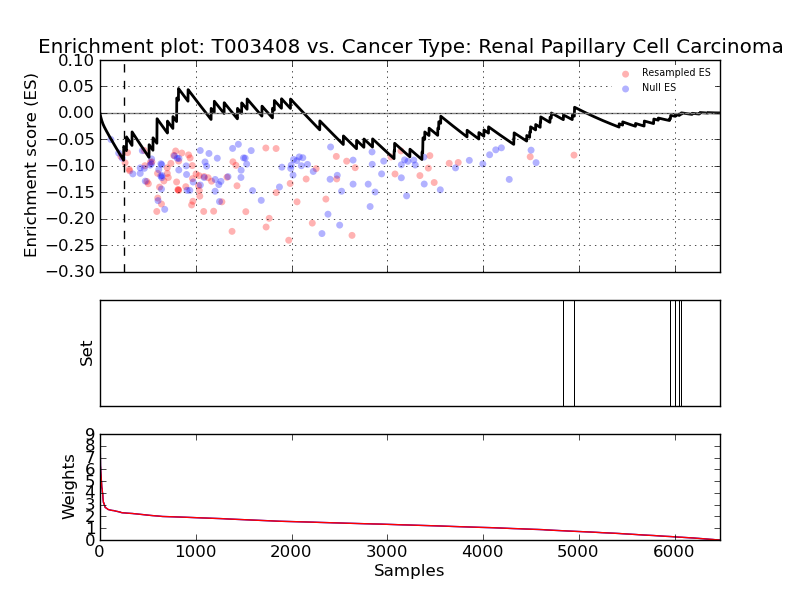 Enrichment plot: T003408 vs. Cancer Type: Renal Papillary Cell Carcinoma
0.10
0.05
0.00
−0.05
−0.10
−0.15
−0.20
−0.25
−0.30
Enrichment score (ES)
Resampled ES
Null ES
Set
9
8
7
6
5
4
3
2
1
0
Weights
0 1000 2000 3000 4000 5000 6000
Samples